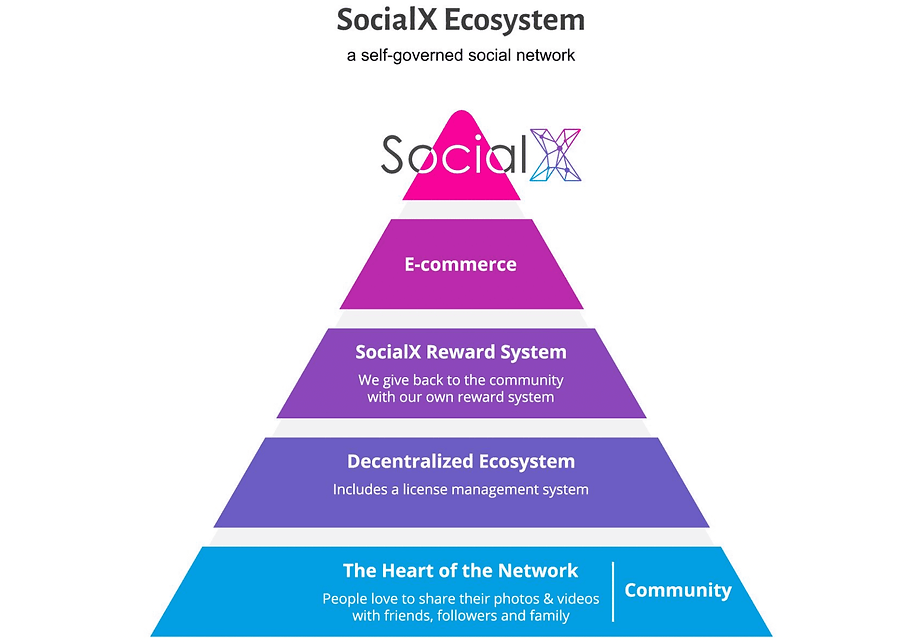 SocialX Ecosystem
a self-governed social network
SocialX
E-commerce
SocialX Reward System
We give back to the community
with our own reward system
Decentralized Ecosystem
Includes a license management system
The Heart of the Network
People love to share their photos & videos
with friends, followers and family
Community